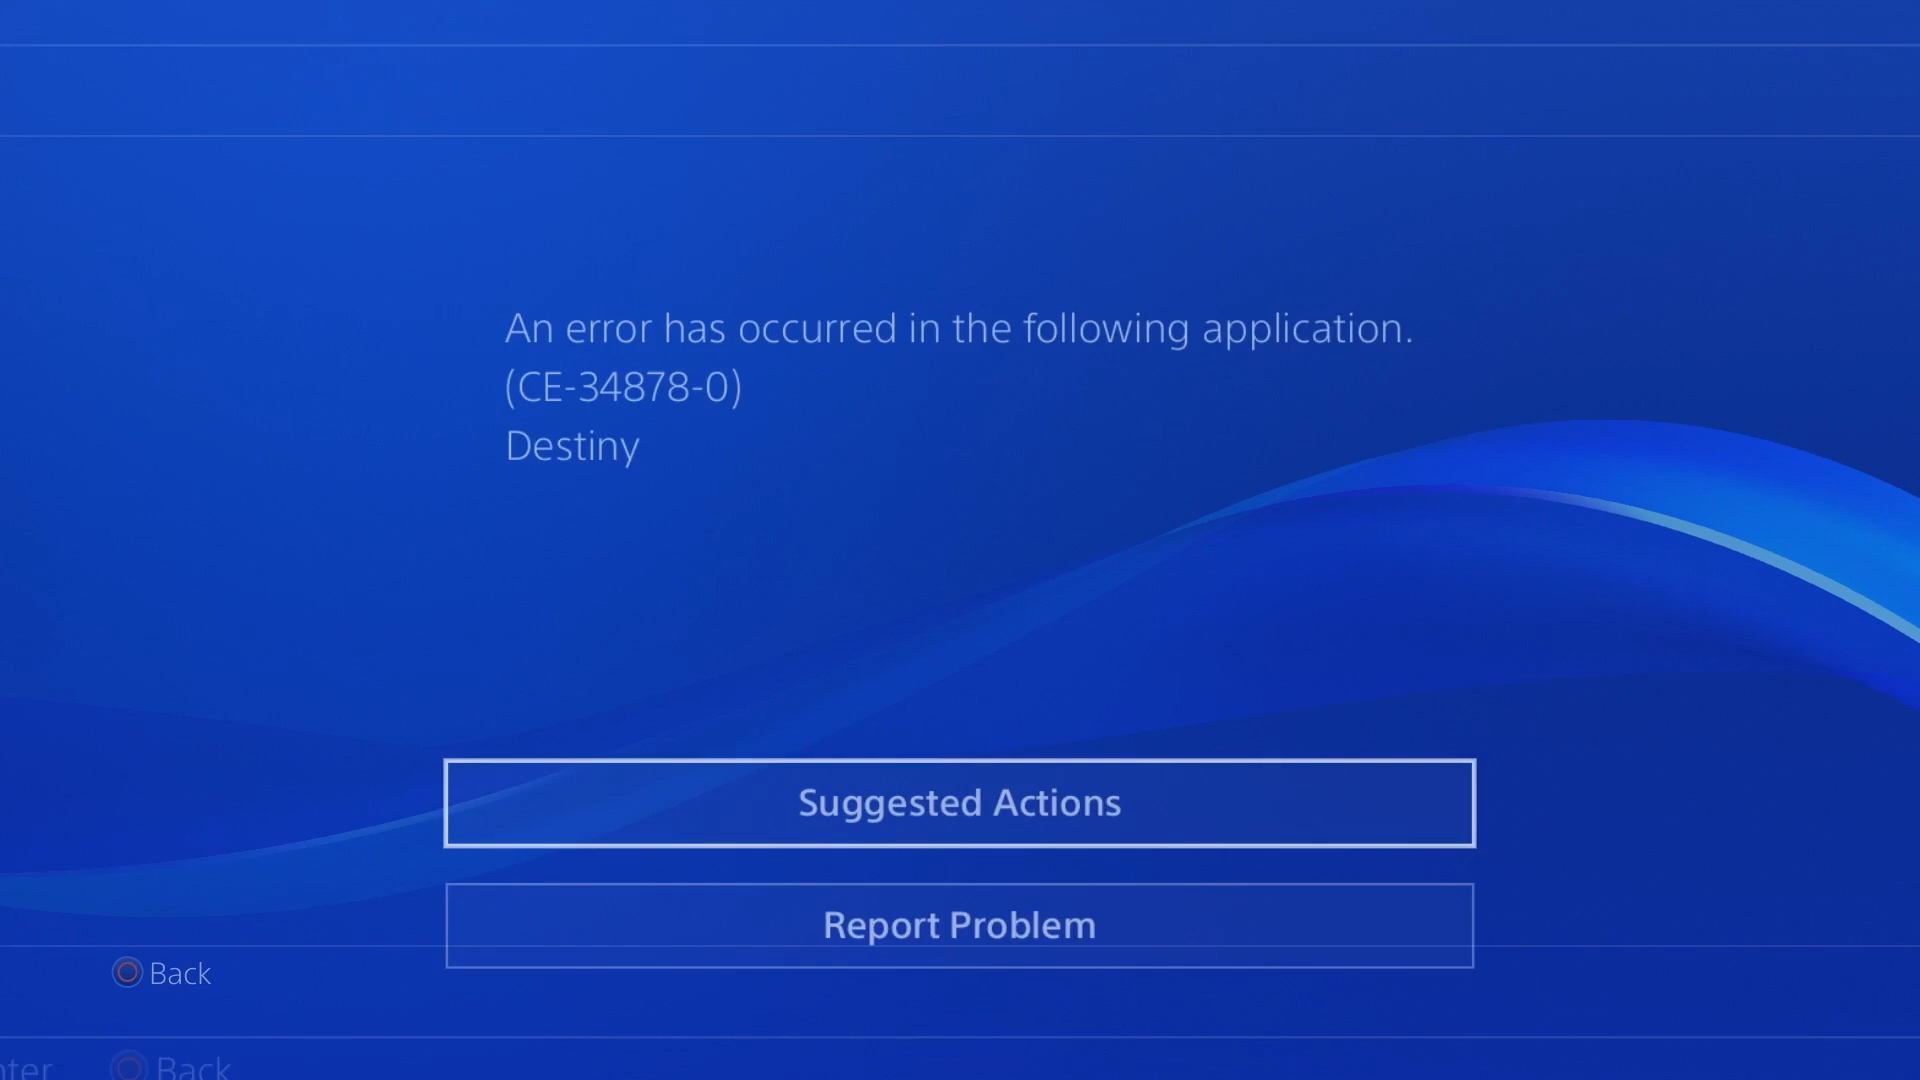 An error has occurred in the following application.
(CE-34878-0)
Destiny
Suggested Actions
Report Problem
Back
Back